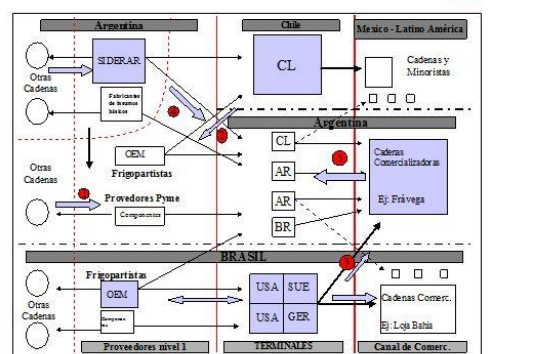 Argentina
Chile
Mexico - Latino América
SIDERAR
CL
Cadenas y
Minoristas
Otras
Cadenas
Fabricantes
de Insumos
básicos
4
Argentina
OEM
Frigopartistas
CL
AR
AR
BR
Cadenas
Comercializadoras
Ej: Frávega
Otras
Cadenas
Provedores Pyme
Componentes
BRASIL
Frigopartistas
OEM
USA
SUE
USA
GER
Cadenas Comerc.
Ej: Loja Bahia
Otras
Cadenas
Proveedores nivel 1
TERMINALES
Canal de Comerc.